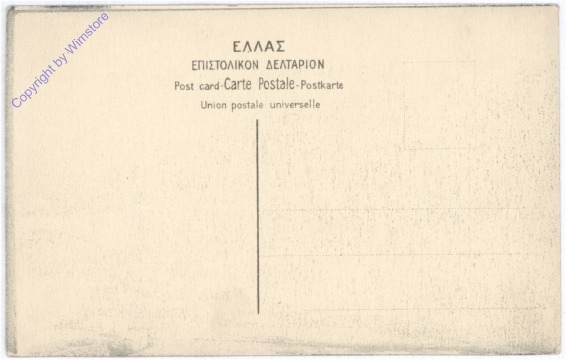 ΕΛΛΑΣ
ΕΠΙΣΤΟΛΙΚΟΝ ΔΕΛΤΑΡΙΟΝ
Post card-Carte Postale-Postkarte
Union postale universelle
Copyright by Wimstore